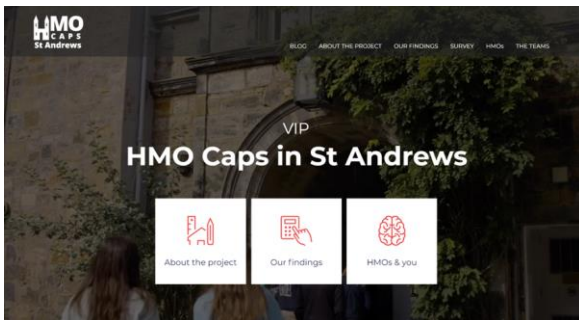 HMO
CAPS
St Andrews
BLOG ABOUT THE PROJECT OUR FINDINGS SURVEY HMOs THE TEAMS
VIP
HMO Caps in St Andrews
About the project Our findings HMOs & you